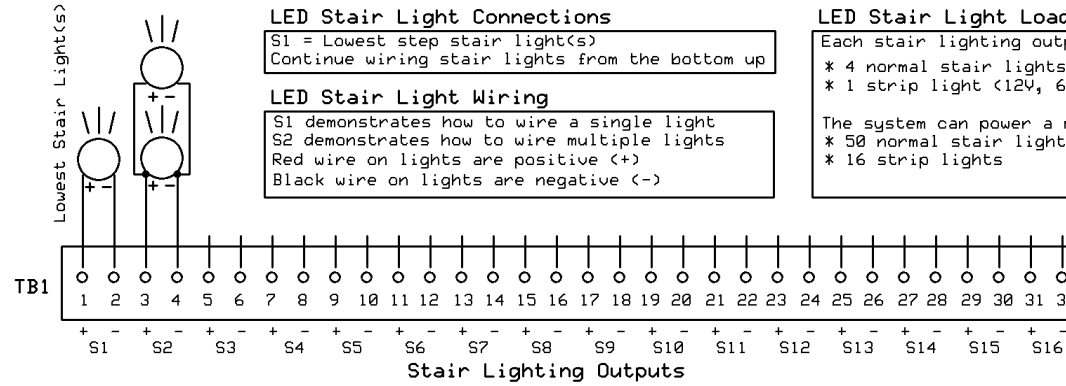 LED Stair Light Connections
S1 = Lowest step stair light(s)
Continue wiring stair lights from the bottom up
LED Stair Light Wiring
S1 demonstrates how to wire a single light
S2 demonstrates how to wire multiple lights
Red wire on lights are positive (+)
Black wire on lights are negative (-)
LED Stair Light
Each stair lighting
* 4 normal stair lights
* 1 strip light (12V,
The system can power a
* 50 normal stair
* 16 strip lights
Lowest Stair Light(s)
+ -
+ - + -
+ -
TB1
1 2 3 4 5 6 7 8 9 10 11 12 13 14 15 16 17 18 19 20 21 22 23 24 25 26 27 28 29 30 31
+ - + - + - + - + - + - + - + - + - + - + - + - + - + - + - + -
S1 S2 S3 S4 S5 S6 S7 S8 S9 S10 S11 S12 S13 S14 S15 S16
Stair Lighting Outputs